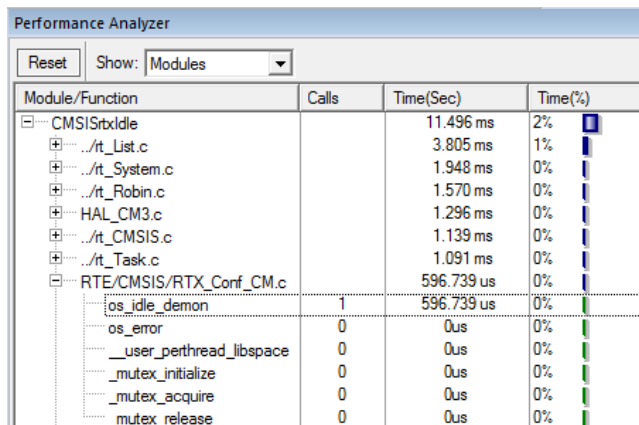 Performance Analyzer
Reset Show: Modules
Module/Function Calls Time(Sec) Time(%)
CMSISrtxIdle 11.496 ms 2%
../rt_List.c 3.805 ms 1%
../rt_System.c 1.948 ms 0%
../rt_Robin.c 1.570 ms 0%
HAL_CM3.c 1.296 ms 0%
../rt_CMSIS.c 1.139 ms 0%
../rt_Task.c 1.091 ms 0%
RTE/CMSIS/RTX_Conf_CM.c 596.739 us 0%
os_idle_demon 1 596.739 us 0%
os_error 0 0us 0%
__user_perthread_libspace 0 0us 0%
_mutex_initialize 0 0us 0%
_mutex_acquire 0 0us 0%
mutex release 0 0us 0%